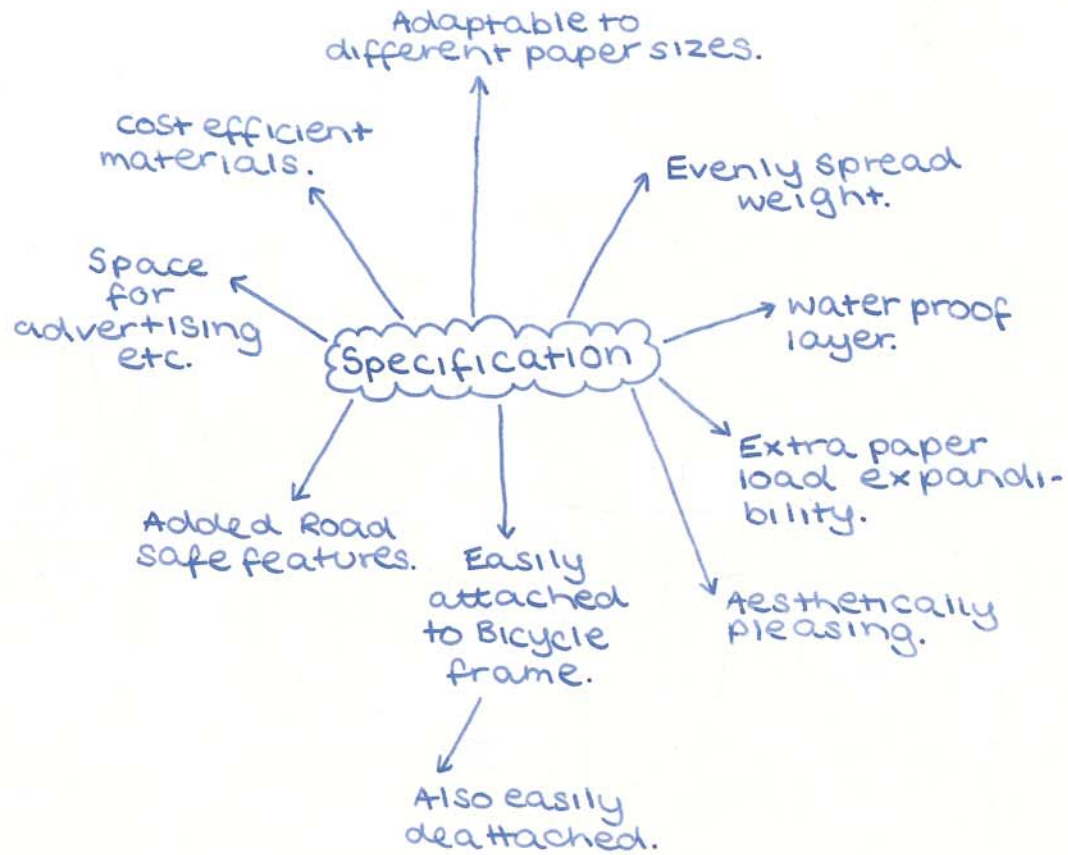 Adaptable to
different paper sizes.
cost efficient
materials.
Evenly spread
weight.
Space
for
advertising
etc.
water proof
layer.
Specification
Extra paper
load expandi-
bility.
Added Road
safe features.
Easily
attached
to Bicycle
frame.
Aesthetically
pleasing.
Also easily
deattached.